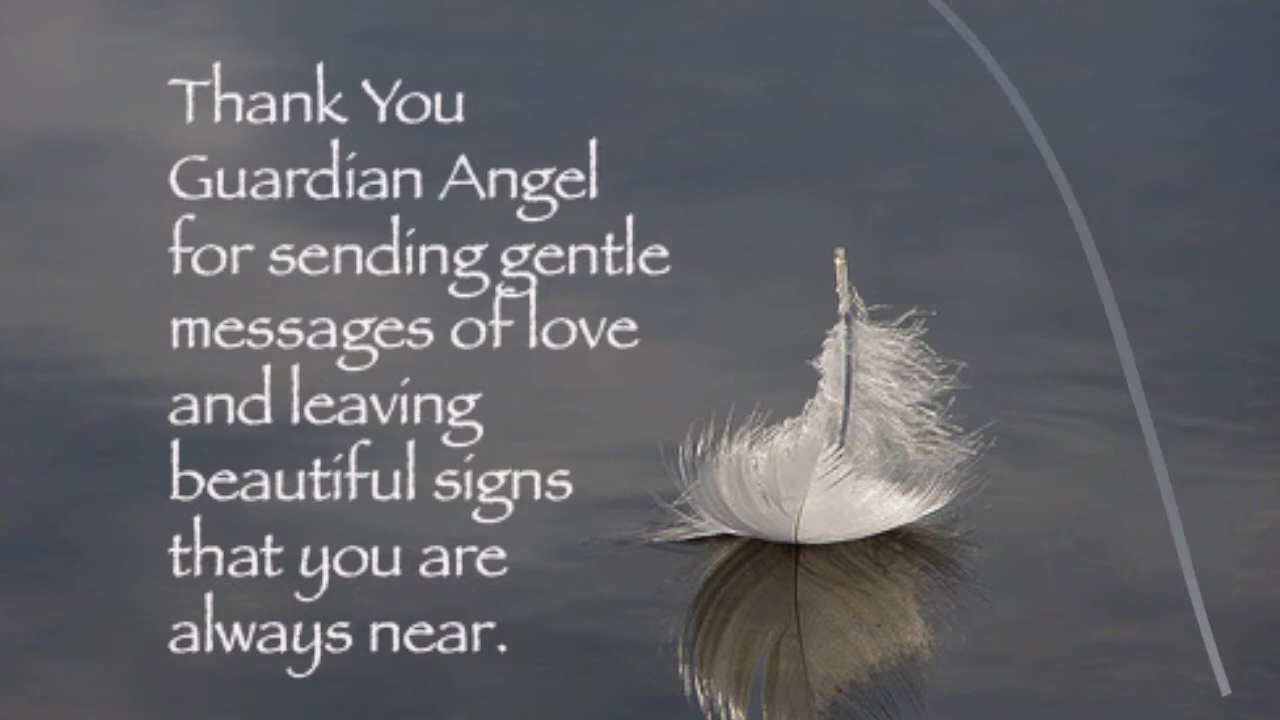 Thank You
Guardian Angel
for sending gentle
messages of love
and leaving
beautiful signs
that you are
always near.